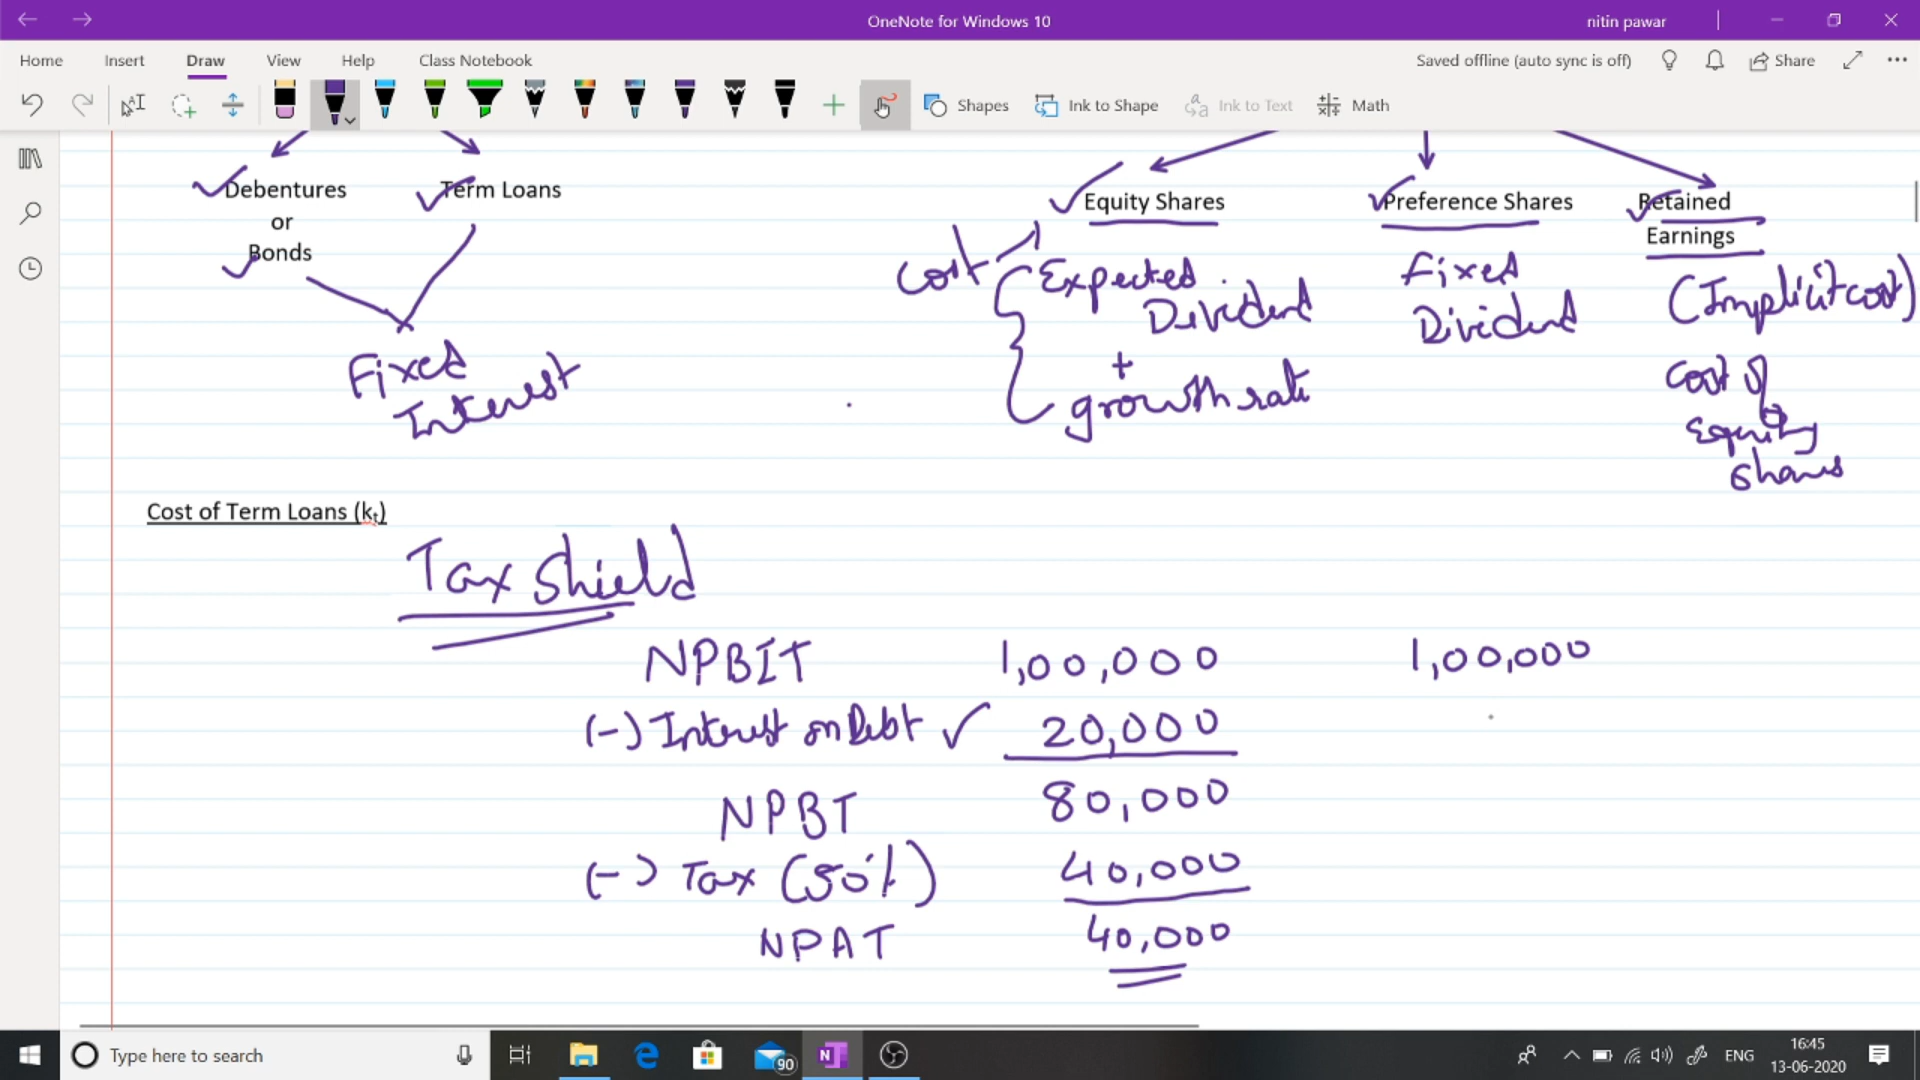 OneNote for Windows 10
nitin pawar
Home Insert Draw View Help Class Notebook
Saved offline (auto sync is off) Share
Shapes Ink to Shape Ink to Text Math
Debentures
or
Bonds
Term Loans
Fixed
Interest
Equity Shares
Cost Expected
Dividend
+
growth rate
Preference Shares
Fixed
Dividend
Retained
Earnings
(Implicit cost)
Cost of
Equity
Shares
Cost of Term Loans (kt)
Tax Shield
NPBIT 1,00,000 1,00,000
(-) Interest on Debt ✓ 20,000
NPBT 80,000
(-) Tax (50%) 40,000
NPAT 40,000
Type here to search
90
ENG
16:45
13-06-2020